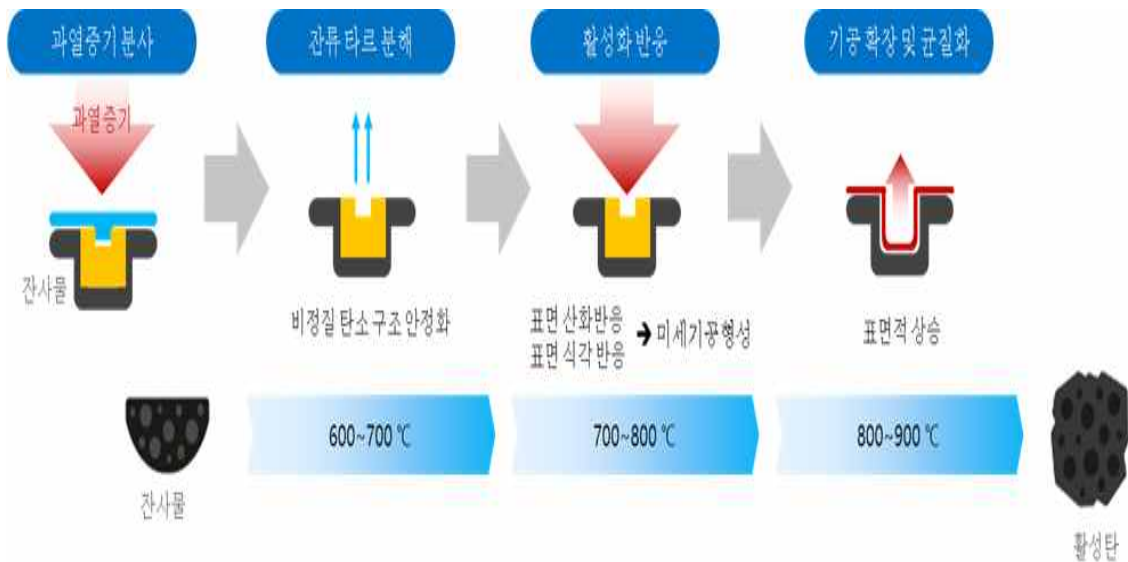 과열증기 분사
잔류 타르 분해
활성화 반응
기공 확장 및 균질화
과열증기
잔사물
비정질 탄소 구조 안정화
표면 산화반응
표면 식각 반응
➔ 미세기공형성
표면적 상승
600~700 ℃
700~800 ℃
800~900 ℃
잔사물
활성탄